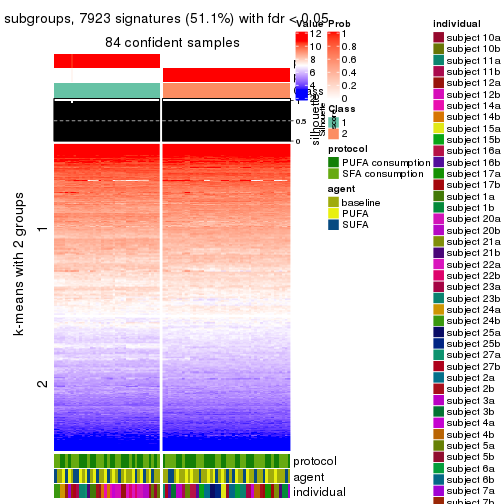 subgroups, 7923 signatures (51.1%) with fdr < 0.05
84 confident samples
k-means with 2 groups
1
2
Value
12
10
8
6
4
Prob
1
0.8
0.6
0.4
0.2
0
Class
silhouette
1
0.5
0
Class
1
2
protocol
PUFA consumption
SFA consumption
agent
baseline
PUFA
SUFA
protocol
agent
individual
individual
subject 10a
subject 10b
subject 11a
subject 11b
subject 12a
subject 12b
subject 14a
subject 14b
subject 15a
subject 15b
subject 16a
subject 16b
subject 17a
subject 17b
subject 1a
subject 1b
subject 20a
subject 20b
subject 21a
subject 21b
subject 22a
subject 22b
subject 23a
subject 23b
subject 24a
subject 24b
subject 25a
subject 25b
subject 27a
subject 27b
subject 2a
subject 2b
subject 3a
subject 3b
subject 4a
subject 4b
subject 5a
subject 5b
subject 6a
subject 6b
subject 7a
subject 7b